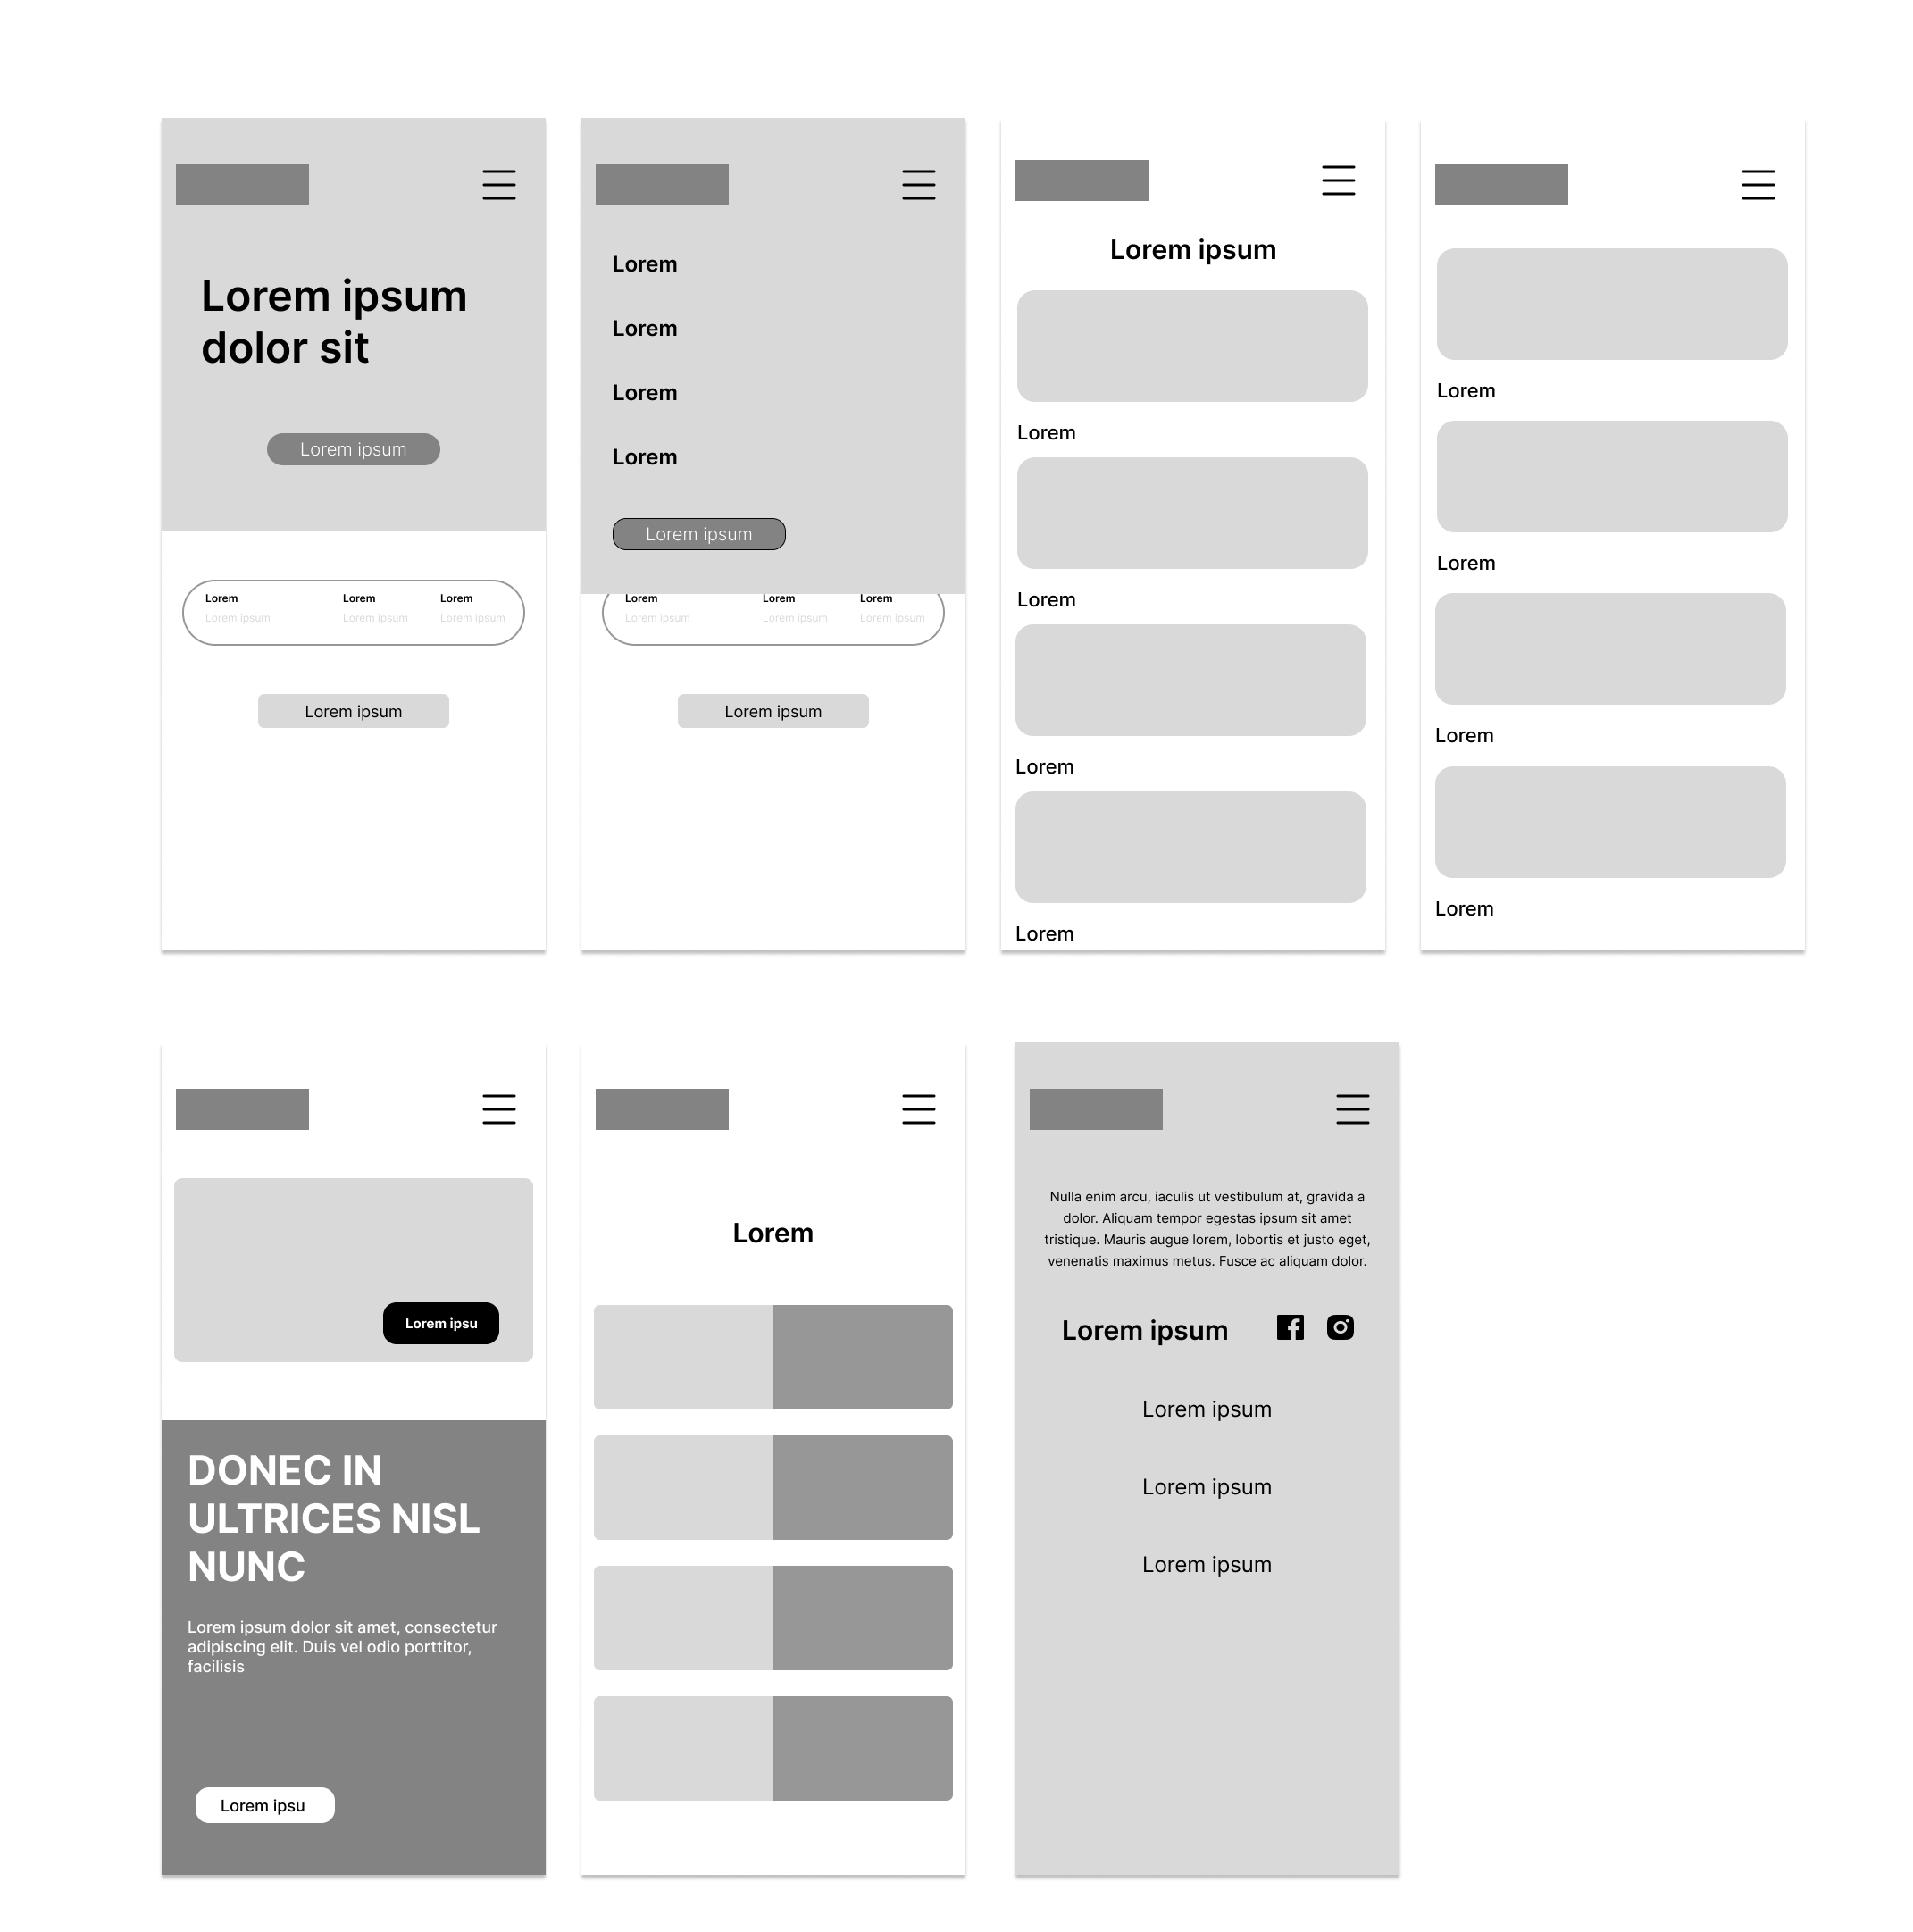 Lorem ipsum
dolor sit
Lorem ipsum
Lorem Lorem Lorem
Lorem ipsum Lorem ipsum Lorem ipsum
Lorem ipsum
Lorem
Lorem
Lorem
Lorem
Lorem ipsum
Lorem Lorem Lorem
Lorem ipsum Lorem ipsum Lorem ipsum
Lorem ipsum
Lorem ipsum
Lorem
Lorem
Lorem
Lorem
Lorem
Lorem
Lorem
Lorem
Lorem ipsu
DONEC IN
ULTRICES NISL
NUNC
Lorem ipsum dolor sit amet, consectetur
adipiscing elit. Duis vel odio porttitor,
facilisis
Lorem ipsu
Lorem
Nulla enim arcu, iaculis ut vestibulum at, gravida a
dolor. Aliquam tempor egestas ipsum sit amet
tristique. Mauris augue lorem, lobortis et justo eget,
venenatis maximus metus. Fusce ac aliquam dolor.
Lorem ipsum
Lorem ipsum
Lorem ipsum
Lorem ipsum